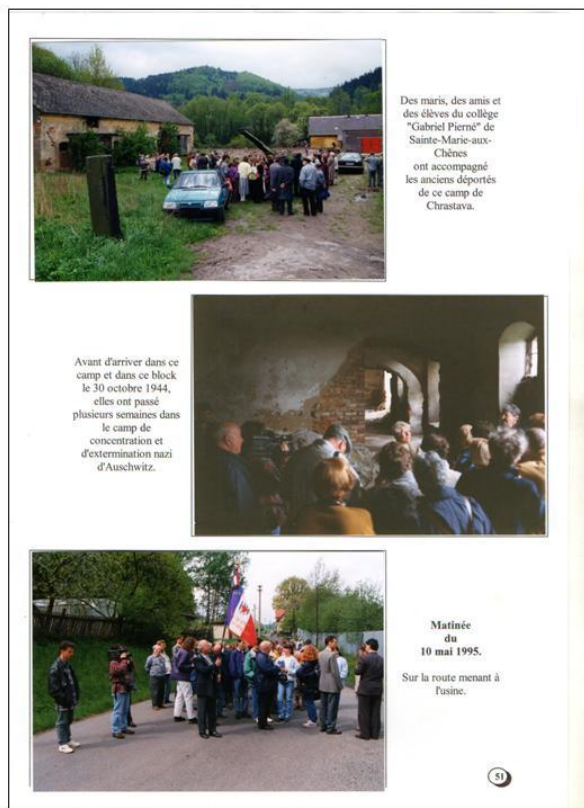 Des maris, des amis et
des élèves du collège
"Gabriel Pierné" de
Sainte-Marie-aux-
Chênes
ont accompagné
les anciens déportés
de ce camp de
Chrastava.
Avant d'arriver dans ce
camp et dans ce block
le 30 octobre 1944,
elles ont passé
plusieurs semaines dans
le camp de
concentration et
d'extermination nazi
d'Auschwitz.
Matinée
du
10 mai 1995.
Sur la route menant à
l'usine.
51